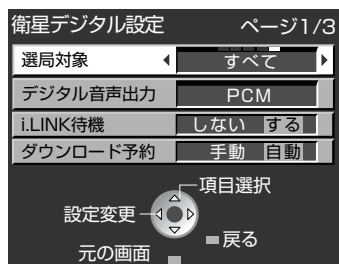 衛星デジタル設定 ページ1/3
選局対象 すべて
デジタル音声出力 PCM
i.LINK待機 しない する
ダウンロード予約 手動 自動
項目選択
設定変更
戻る
元の画面